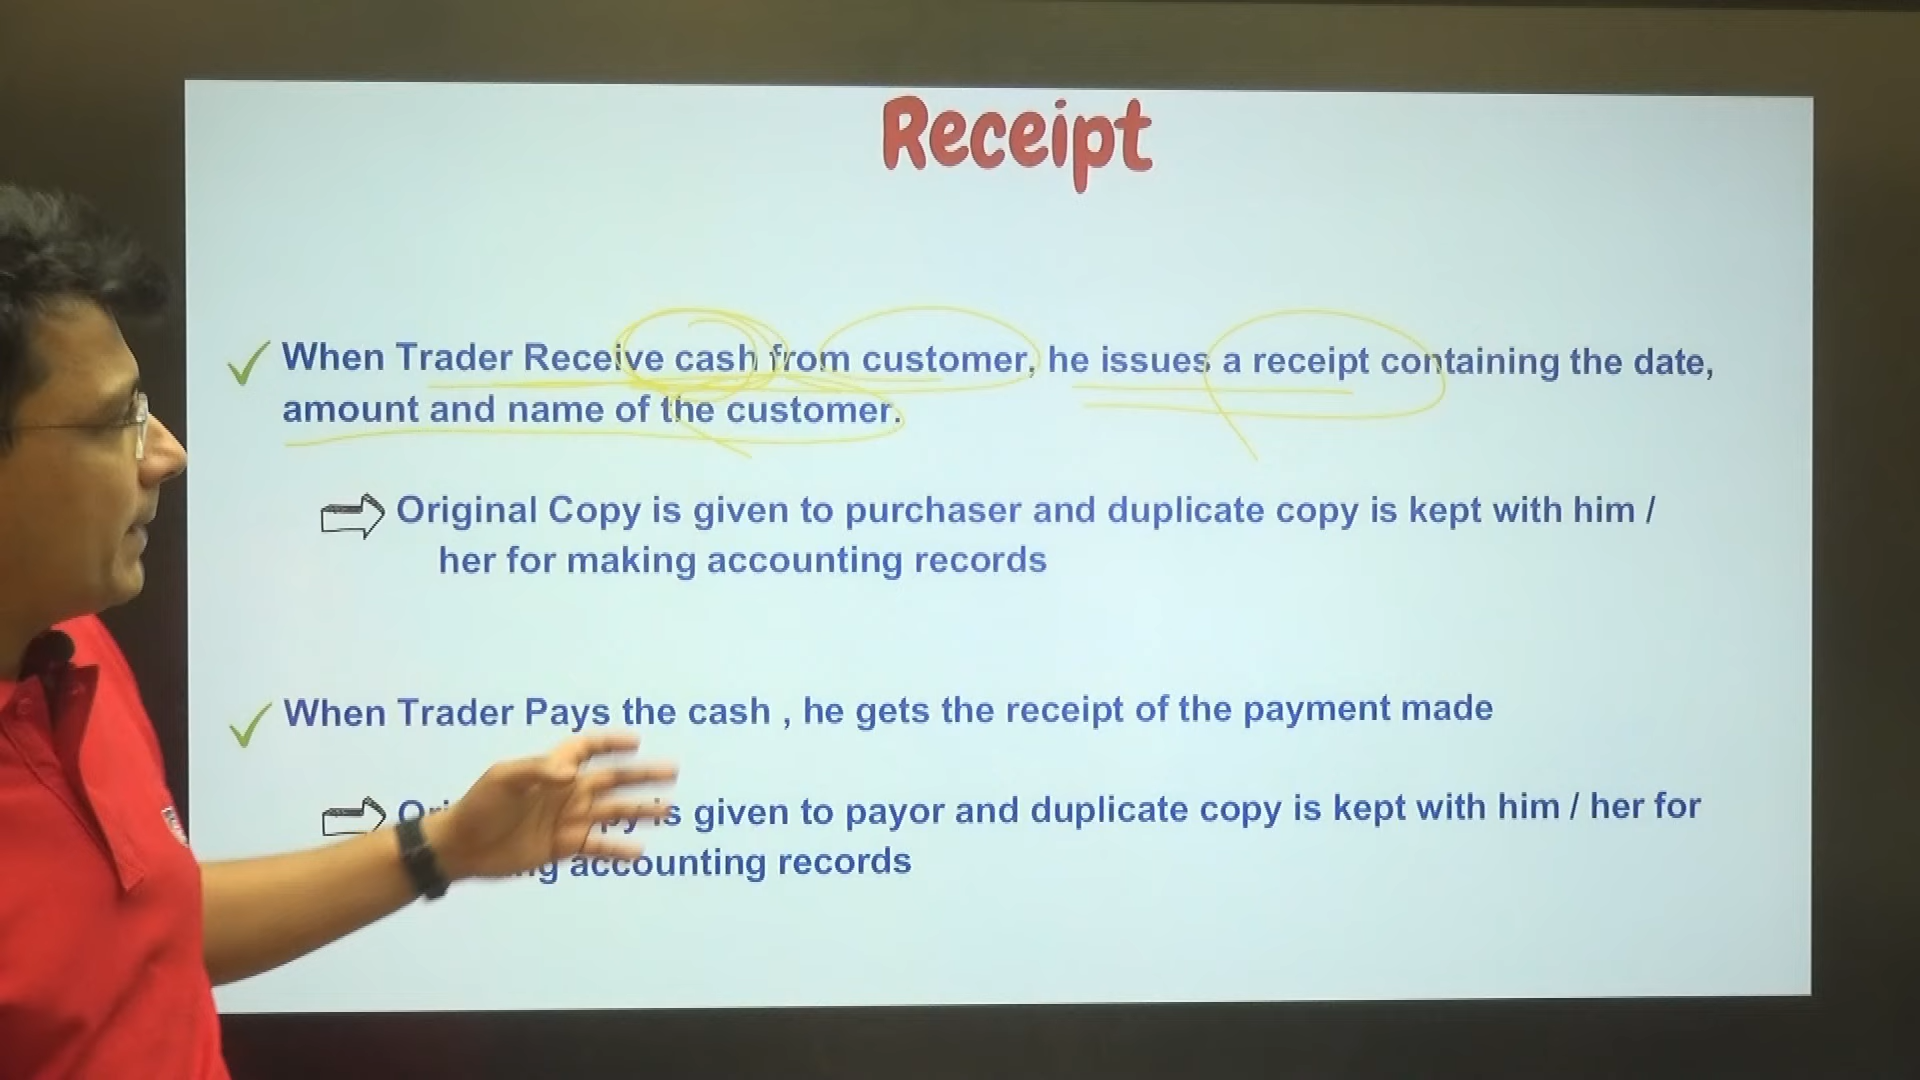 Receipt
When Trader Receive cash from customer, he issues a receipt containing the date,
amount and name of the customer.
Original Copy is given to purchaser and duplicate copy is kept with him /
her for making accounting records
When Trader Pays the cash , he gets the receipt of the payment made
is given to payor and duplicate copy is kept with him / her for
accounting records